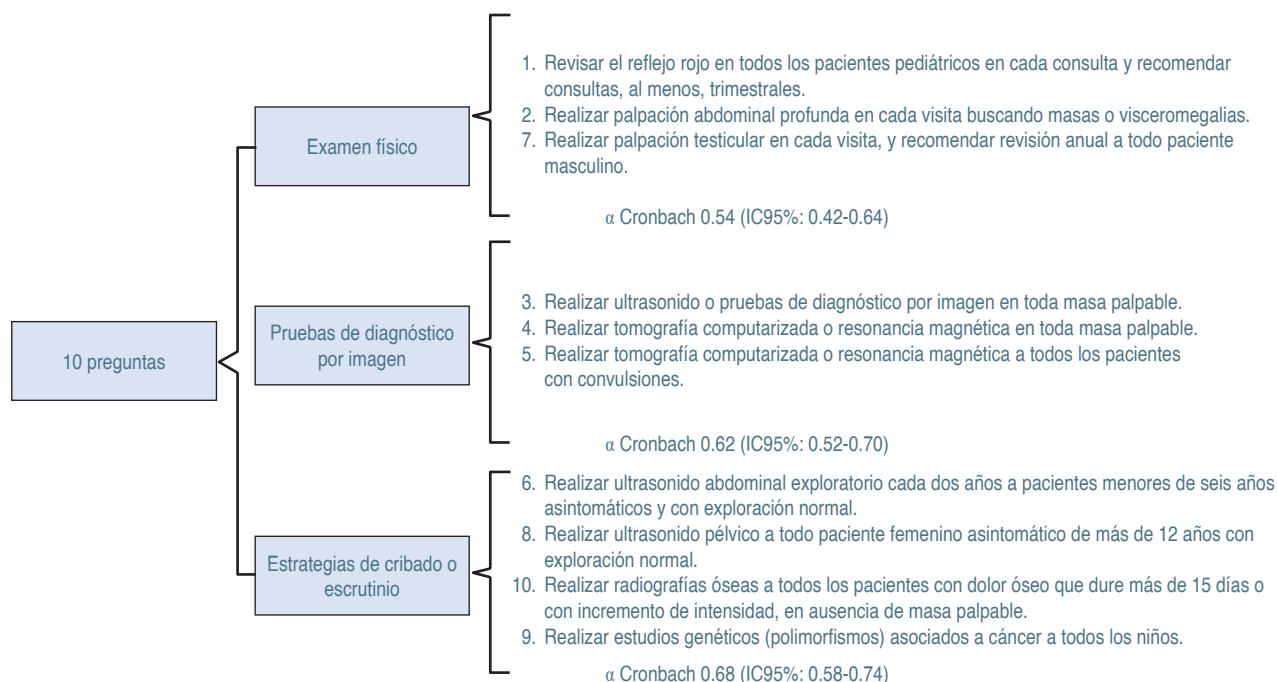 10 preguntas
Examen físico
1. Revisar el reflejo rojo en todos los pacientes pediátricos en cada consulta y recomendar
consultas, al menos, trimestrales.
2. Realizar palpación abdominal profunda en cada visita buscando masas o visceromegalias.
7. Realizar palpación testicular en cada visita, y recomendar revisión anual a todo paciente
masculino.
α Cronbach 0.54 (IC95%: 0.42-0.64)
Pruebas de diagnóstico
por imagen
3. Realizar ultrasonido o pruebas de diagnóstico por imagen en toda masa palpable.
4. Realizar tomografía computarizada o resonancia magnética en toda masa palpable.
5. Realizar tomografía computarizada o resonancia magnética a todos los pacientes
con convulsiones.
α Cronbach 0.62 (IC95%: 0.52-0.70)
Estrategias de cribado o
escrutinio
6. Realizar ultrasonido abdominal exploratorio cada dos años a pacientes menores de seis años
asintomáticos y con exploración normal.
8. Realizar ultrasonido pélvico a todo paciente femenino asintomático de más de 12 años con
exploración normal.
10. Realizar radiografías óseas a todos los pacientes con dolor óseo que dure más de 15 días o
con incremento de intensidad, en ausencia de masa palpable.
9. Realizar estudios genéticos (polimorfismos) asociados a cáncer a todos los niños.
α Cronbach 0.68 (IC95%: 0.58-0.74)